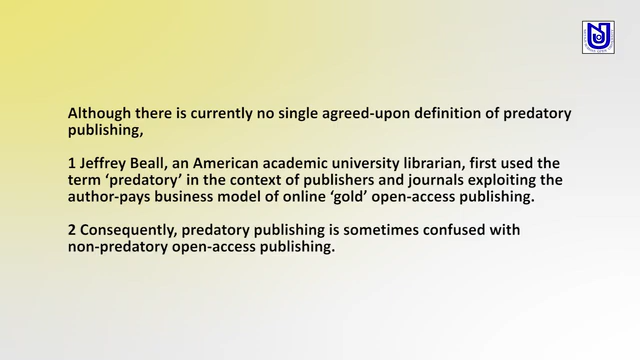 Although there is currently no single agreed-upon definition of predatory
publishing,
1 Jeffrey Beall, an American academic university librarian, first used the
term ‘predatory’ in the context of publishers and journals exploiting the
author-pays business model of online ‘gold’ open-access publishing.
2 Consequently, predatory publishing is sometimes confused with
non-predatory open-access publishing.